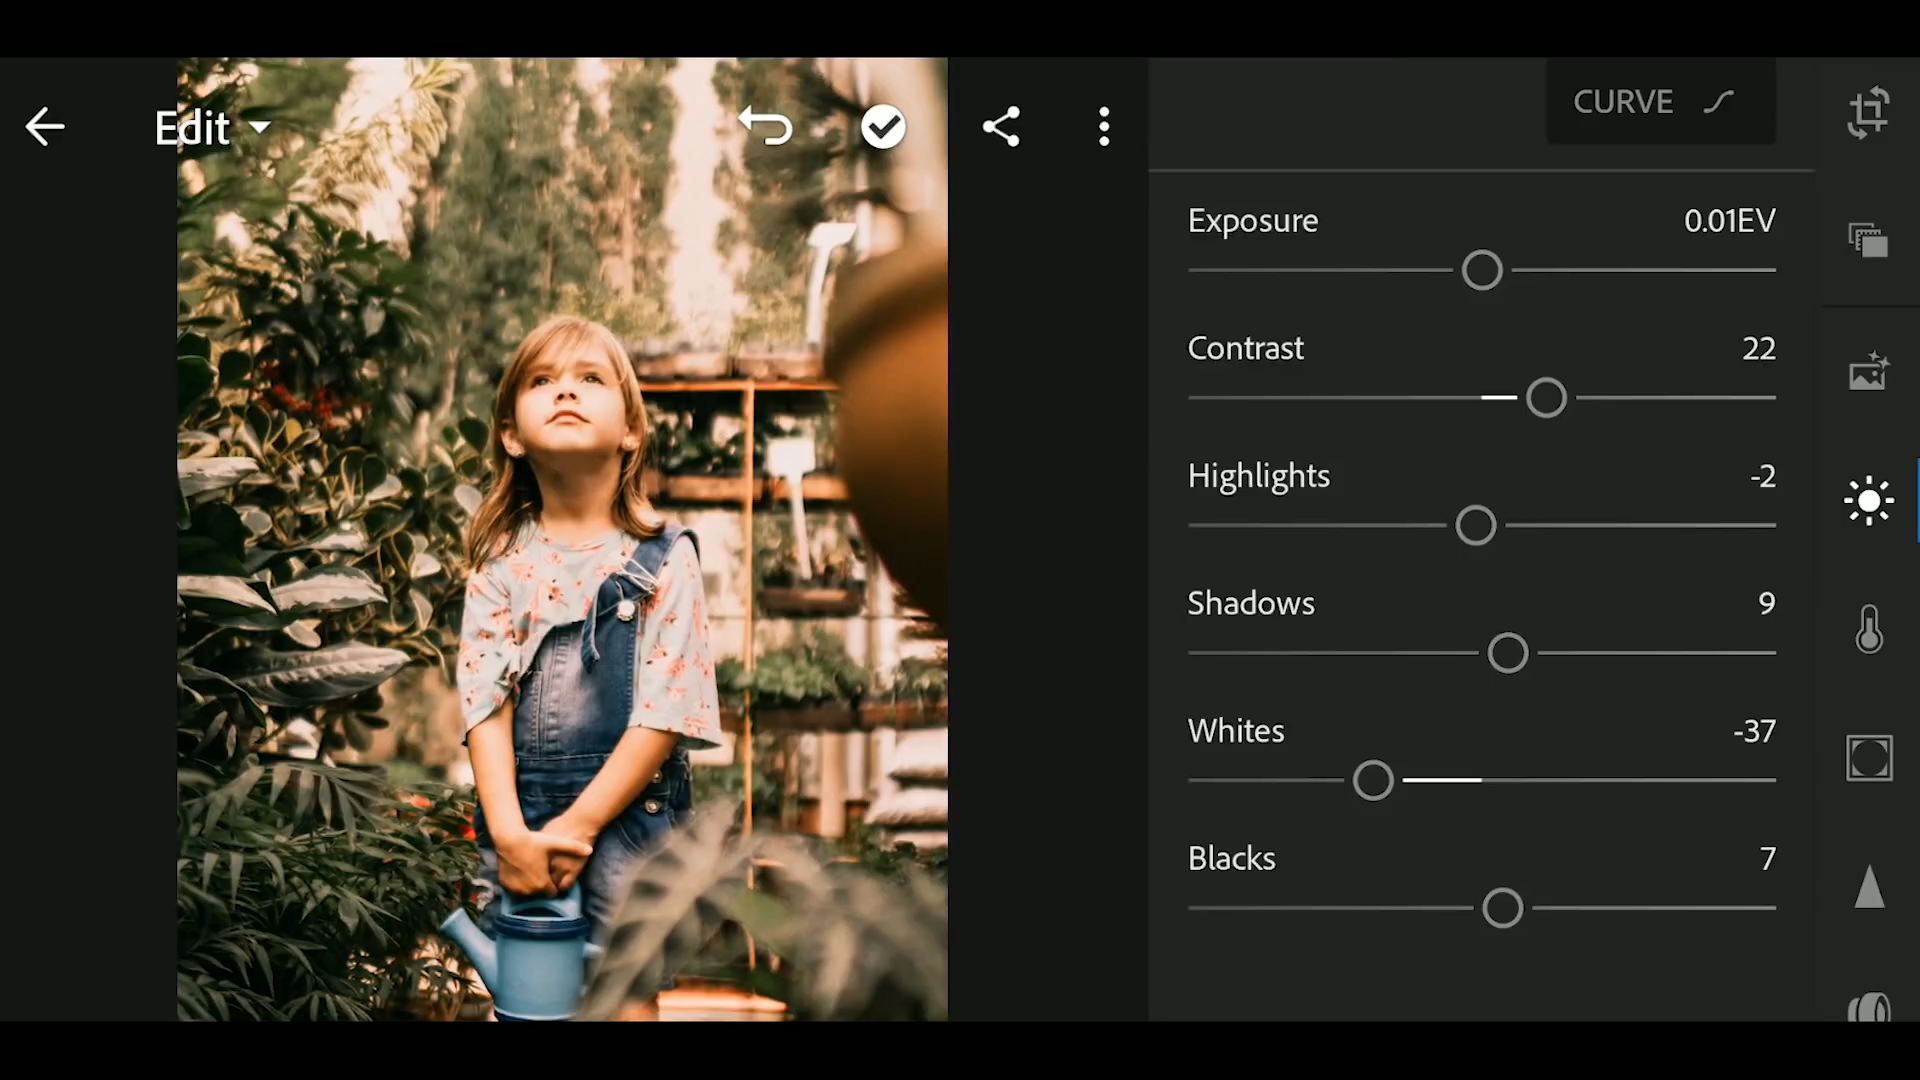 Edit
CURVE
Exposure 0.01EV
Contrast 22
Highlights -2
Shadows 9
Whites -37
Blacks 7